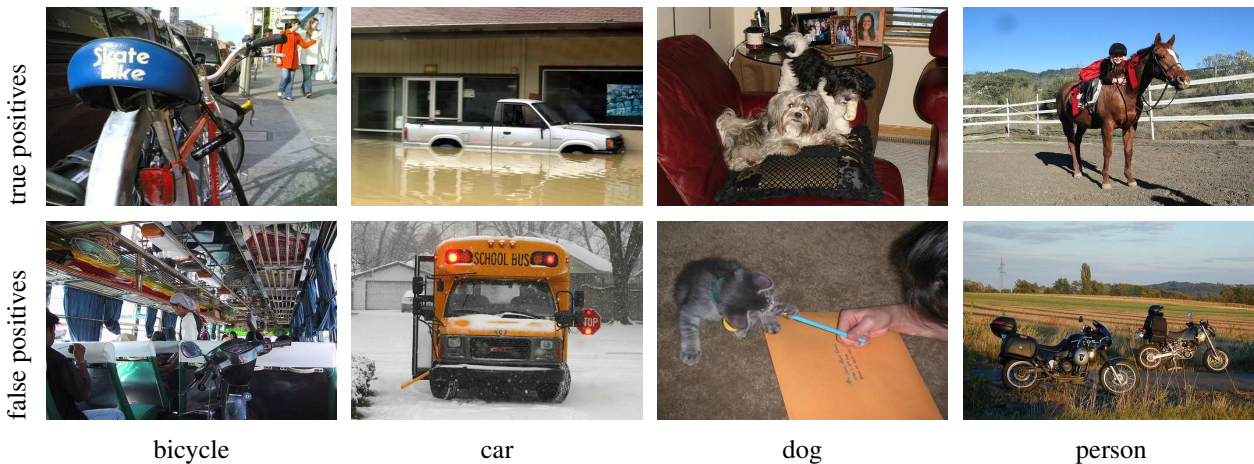 true positives
Skate
Bike
false positives
SCHOOL BUS
STOP
bicycle
car
dog
person